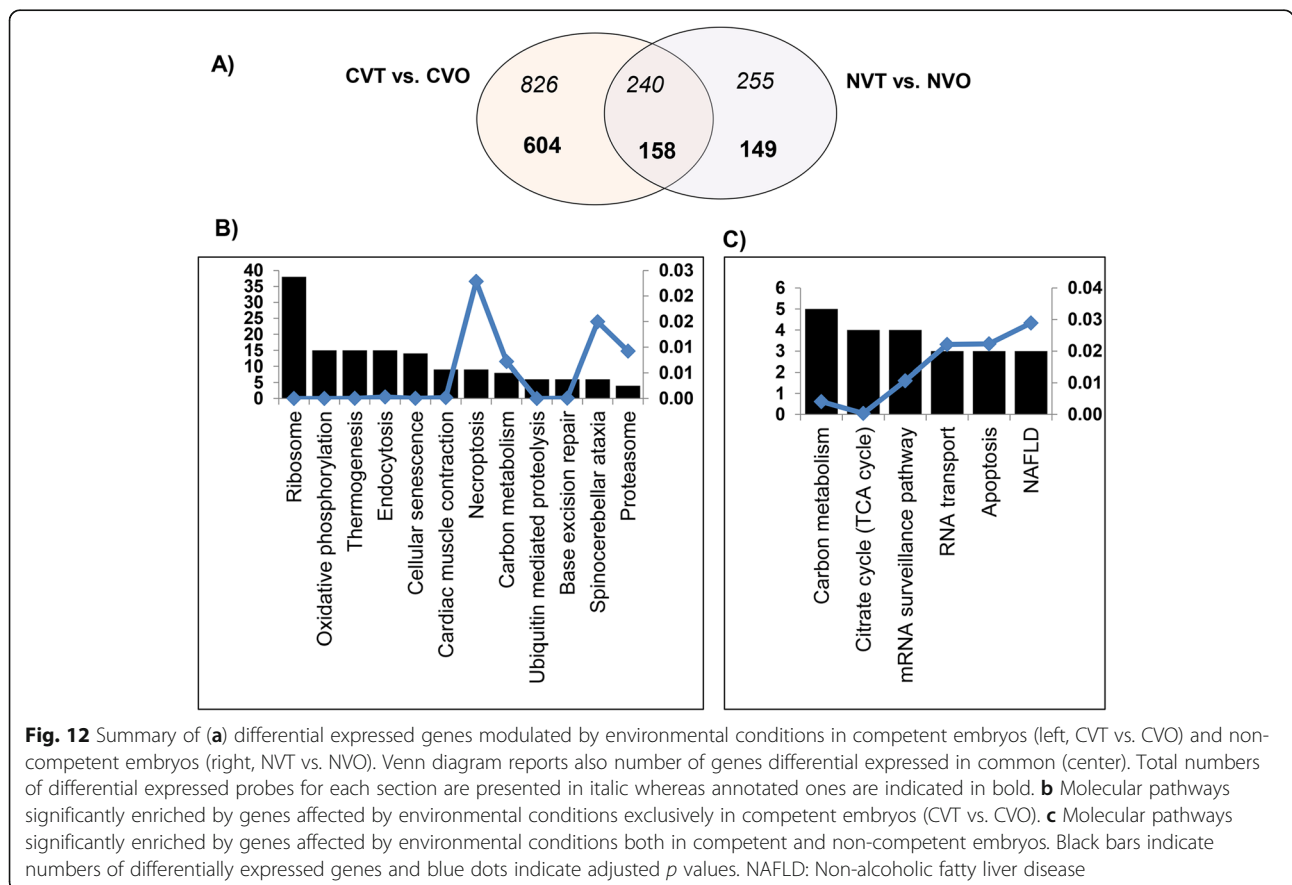 A)
CVT vs. CVO
826
240
255
NVT vs. NVO
604
158
149
B)
40
35
30
25
20
15
10
5
0
0.03
0.02
0.02
0.01
0.01
0.00
Ribosome
Oxidative phosphorylation
Thermogenesis
Endocytosis
Cellular senescence
Cardiac muscle contraction
Necroptosis
Carbon metabolism
Ubiquitin mediated proteolysis
Base excision repair
Spinocerebellar ataxia
Proteasome
C)
6
5
4
3
2
1
0
0.04
0.03
0.02
0.01
0.00
Carbon metabolism
Citrate cycle (TCA cycle)
mRNA surveillance pathway
RNA transport
Apoptosis
NAFLD
Fig. 12 Summary of (a) differential expressed genes modulated by environmental conditions in competent embryos (left, CVT vs. CVO) and non-
competent embryos (right, NVT vs. NVO). Venn diagram reports also number of genes differential expressed in common (center). Total numbers
of differential expressed probes for each section are presented in italic whereas annotated ones are indicated in bold. b Molecular pathways
significantly enriched by genes affected by environmental conditions exclusively in competent embryos (CVT vs. CVO). c Molecular pathways
significantly enriched by genes affected by environmental conditions both in competent and non-competent embryos. Black bars indicate
numbers of differentially expressed genes and blue dots indicate adjusted p values. NAFLD: Non-alcoholic fatty liver disease